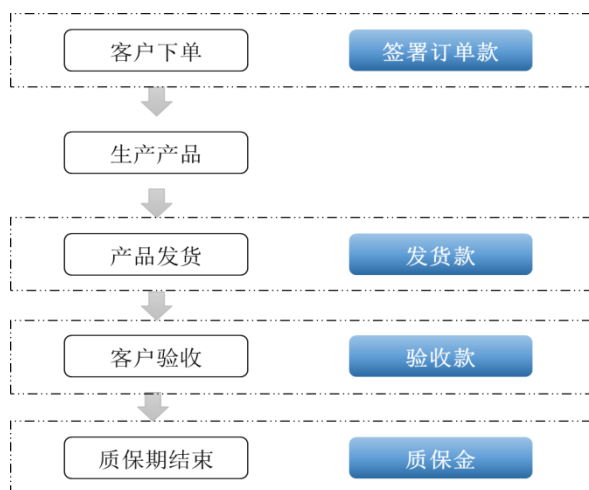 客户下单 签署订单款
生产产品
产品发货 发货款
客户验收 验收款
质保期结束 质保金